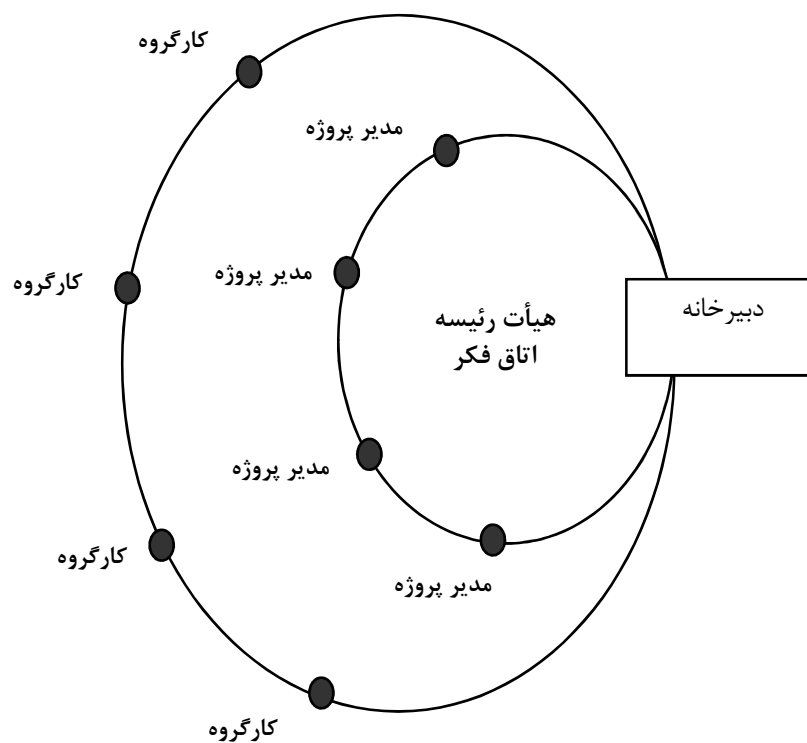 کارگروه
مدیر پروژه
کارگروه
مدیر پروژه
دبیرخانه
هیأت رئیسه
اتاق فکر
مدیر پروژه
کارگروه
مدیر پروژه
کارگروه